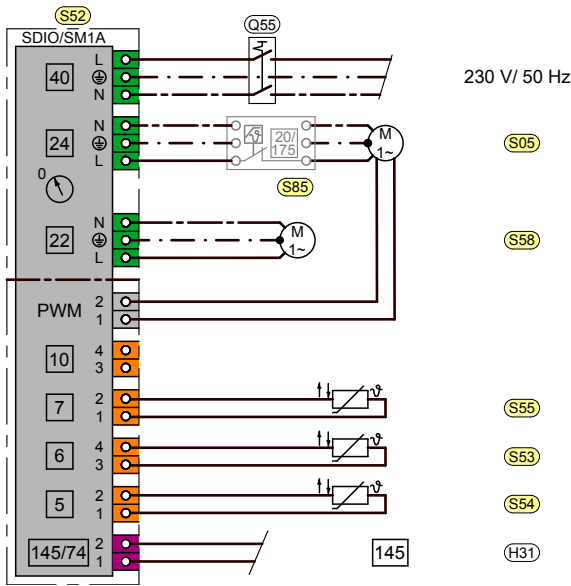 S52
SDIO/SM1A
Q55
40
L
N
230 V/ 50 Hz
24
N
L
20/
175
M
1~
S05
S85
0
22
N
L
M
1~
S58
PWM
2
1
10
4
3
7
2
1
ϑ
S55
6
4
3
ϑ
S53
5
2
1
ϑ
S54
145/74
2
1
145
H31